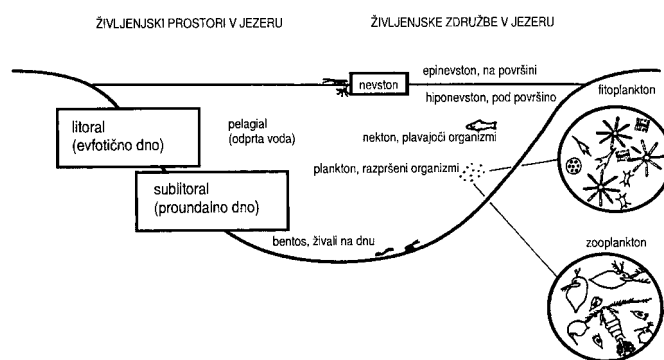 ŽIVLJENJSKI PROSTORI V JEZERU
ŽIVLJENJSKE ZDRUŽBE V JEZERU
nevston
epinevston, na površini
hiponevston, pod površino
fitoplankton
litoral
(evfotično dno)
pelagial
(odprta voda)
nekton, plavajoči organizmi
plankton, razpršeni organizmi
sublitoral
(proundalno dno)
bentos, živali na dnu
zooplankton